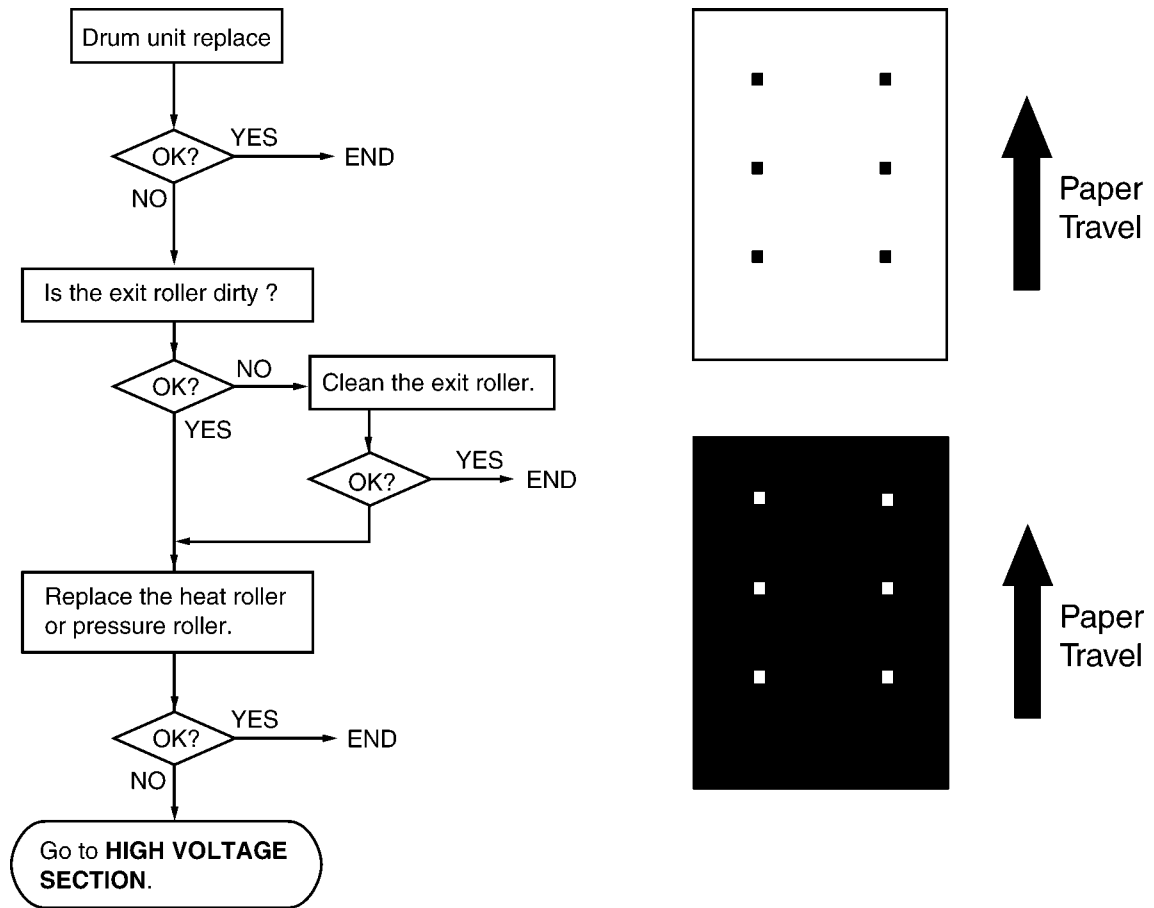 Drum unit replace
OK?
YES
END
NO
Is the exit roller dirty ?
OK?
NO
Clean the exit roller.
YES
OK?
YES
END
Replace the heat roller
or pressure roller.
OK?
YES
END
NO
Go to HIGH VOLTAGE
SECTION.
Paper
Travel
Paper
Travel